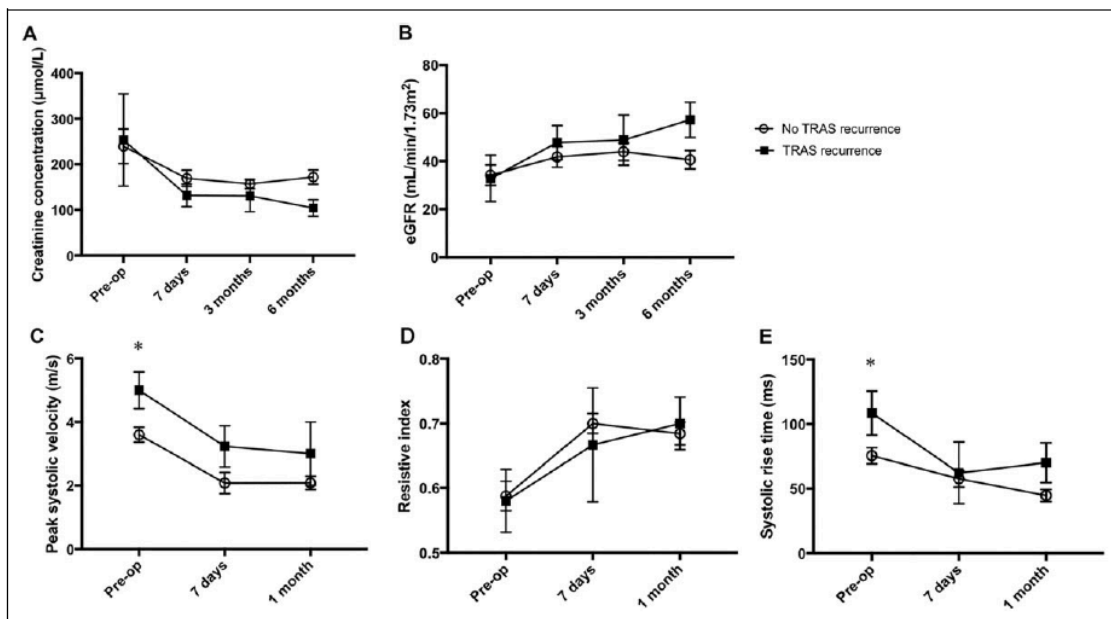 A
Creatinine concentration (μmol/L)
400
300
200
100
0
Pre-op
7 days
3 months
6 months
B
eGFR (mL/min/1.73m²)
80
60
40
20
0
Pre-op
7 days
3 months
6 months
No TRAS recurrence
TRAS recurrence
C
Peak systolic velocity (m/s)
6
4
2
0
*
Pre-op
7 days
1 month
D
Resistive index
0.8
0.7
0.6
0.5
Pre-op
7 days
1 month
E
Systolic rise time (ms)
150
100
50
0
*
Pre-op
7 days
1 month